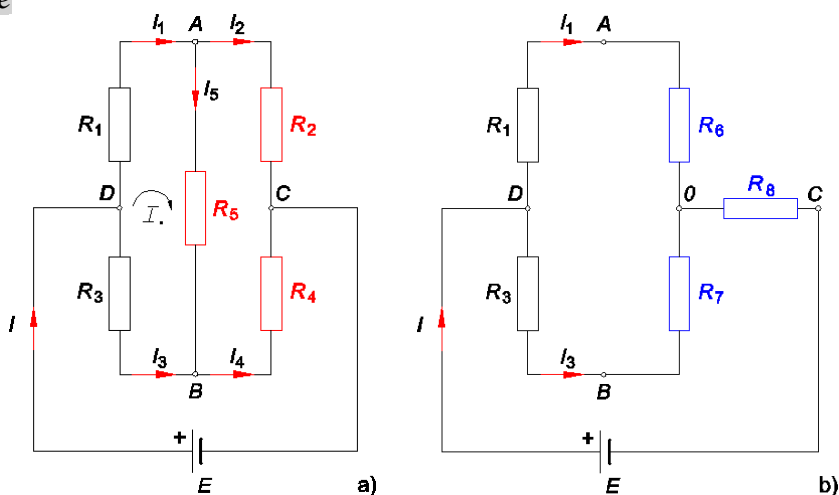 e
I1 A I2 I1 A
I5
R1 R2 R1 R6
D C D 0 R8 C
I. R5
R3 R4 R3 R7
I I
I3 I4 I3
B B
+ +
E a) E b)